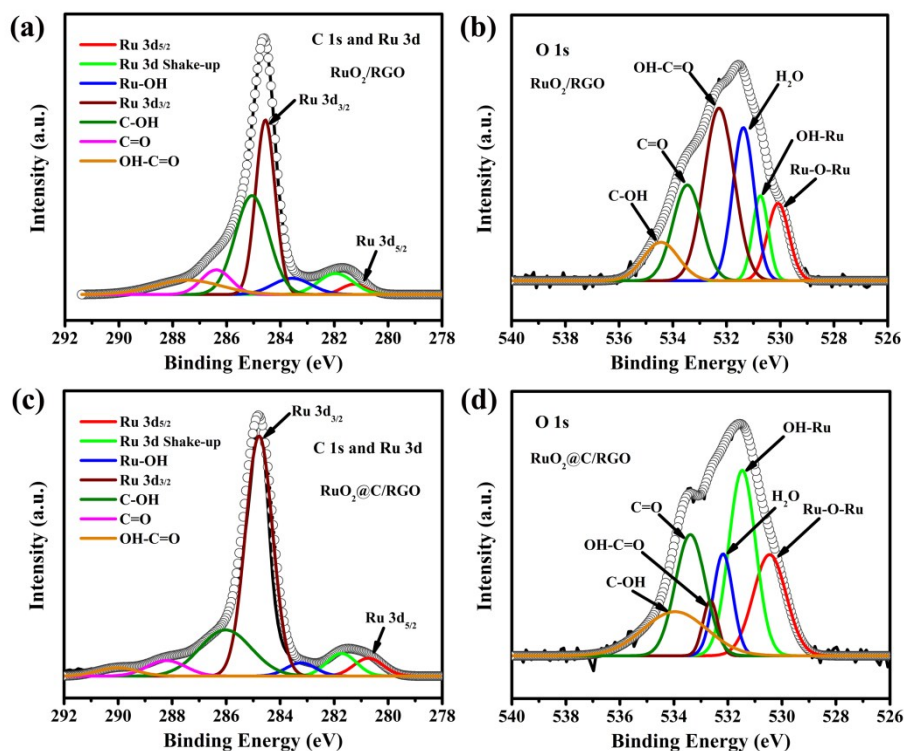 (a)
Ru 3d₅/₂
Ru 3d Shake-up
Ru-OH
Ru 3d₃/₂
C-OH
C=O
OH-C=O
C 1s and Ru 3d
RuO₂/RGO
Ru 3d₃/₂
Ru 3d₅/₂
Intensity (a.u.)
292 290 288 286 284 282 280 278
Binding Energy (eV)
(b)
O 1s
RuO₂/RGO
OH-C=O
H₂O
C=O
OH-Ru
C-OH
Ru-O-Ru
Intensity (a.u.)
540 538 536 534 532 530 528 526
Binding Energy (eV)
(c)
Ru 3d₅/₂
Ru 3d Shake-up
Ru-OH
Ru 3d₃/₂
C-OH
C=O
OH-C=O
Ru 3d₃/₂
C 1s and Ru 3d
RuO₂@C/RGO
Ru 3d₅/₂
Intensity (a.u.)
292 290 288 286 284 282 280 278
Binding Energy (eV)
(d)
O 1s
RuO₂@C/RGO
OH-Ru
H₂O
C=O
Ru-O-Ru
OH-C=O
C-OH
Intensity (a.u.)
540 538 536 534 532 530 528 526
Binding Energy (eV)